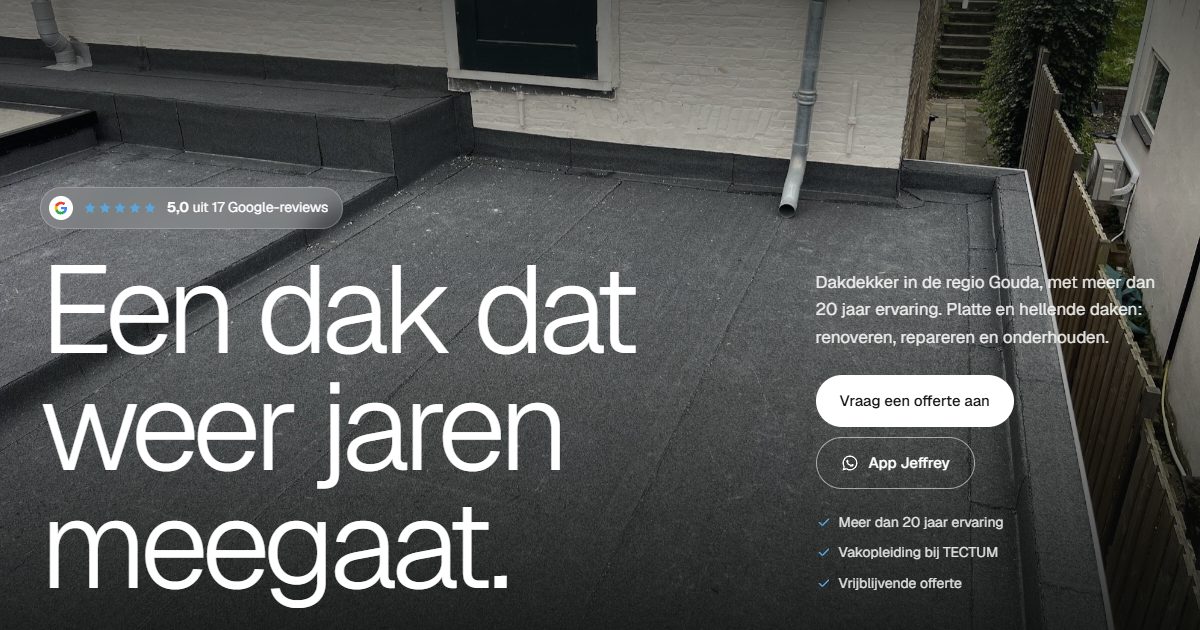 5,0 uit 17 Google-reviews
Een dak dat
weer jaren
meegaat.
Dakdekker in de regio Gouda, met meer dan
20 jaar ervaring. Platte en hellende daken:
renoveren, repareren en onderhouden.
Vraag een offerte aan
App Jeffrey
Meer dan 20 jaar ervaring
Vakopleiding bij TECTUM
Vrijblijvende offerte